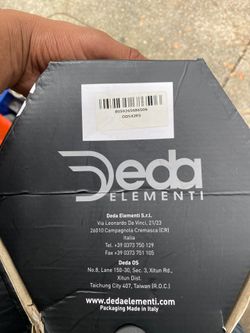 DEDA
ELEMENTI
Deda Elementi S.r.l.
Via Leonardo Da Vinci, 21/23
26010 Campagnola Cremasca (CR)
Italia
Tel. +39 0373 750 129
Fax +39 0373 751 105
Deda OS
No.8, Lane 150-30, Sec. 3, Xitun Rd.,
Xitun Dist.
Taichung City 407, Taiwan (R.O.C.)
www.dedaelementi.com
Packaging Made in Italy